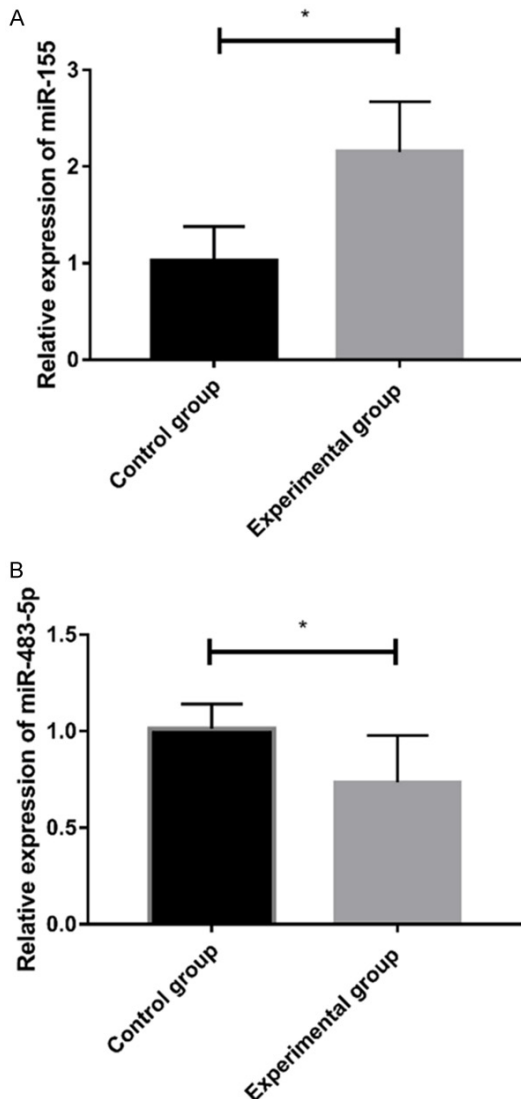 A
*
Relative expression of miR-155
3
2
1
0
Control group
Experimental group
B
*
Relative expression of miR-483-5p
1.5
1.0
0.5
0.0
Control group
Experimental group